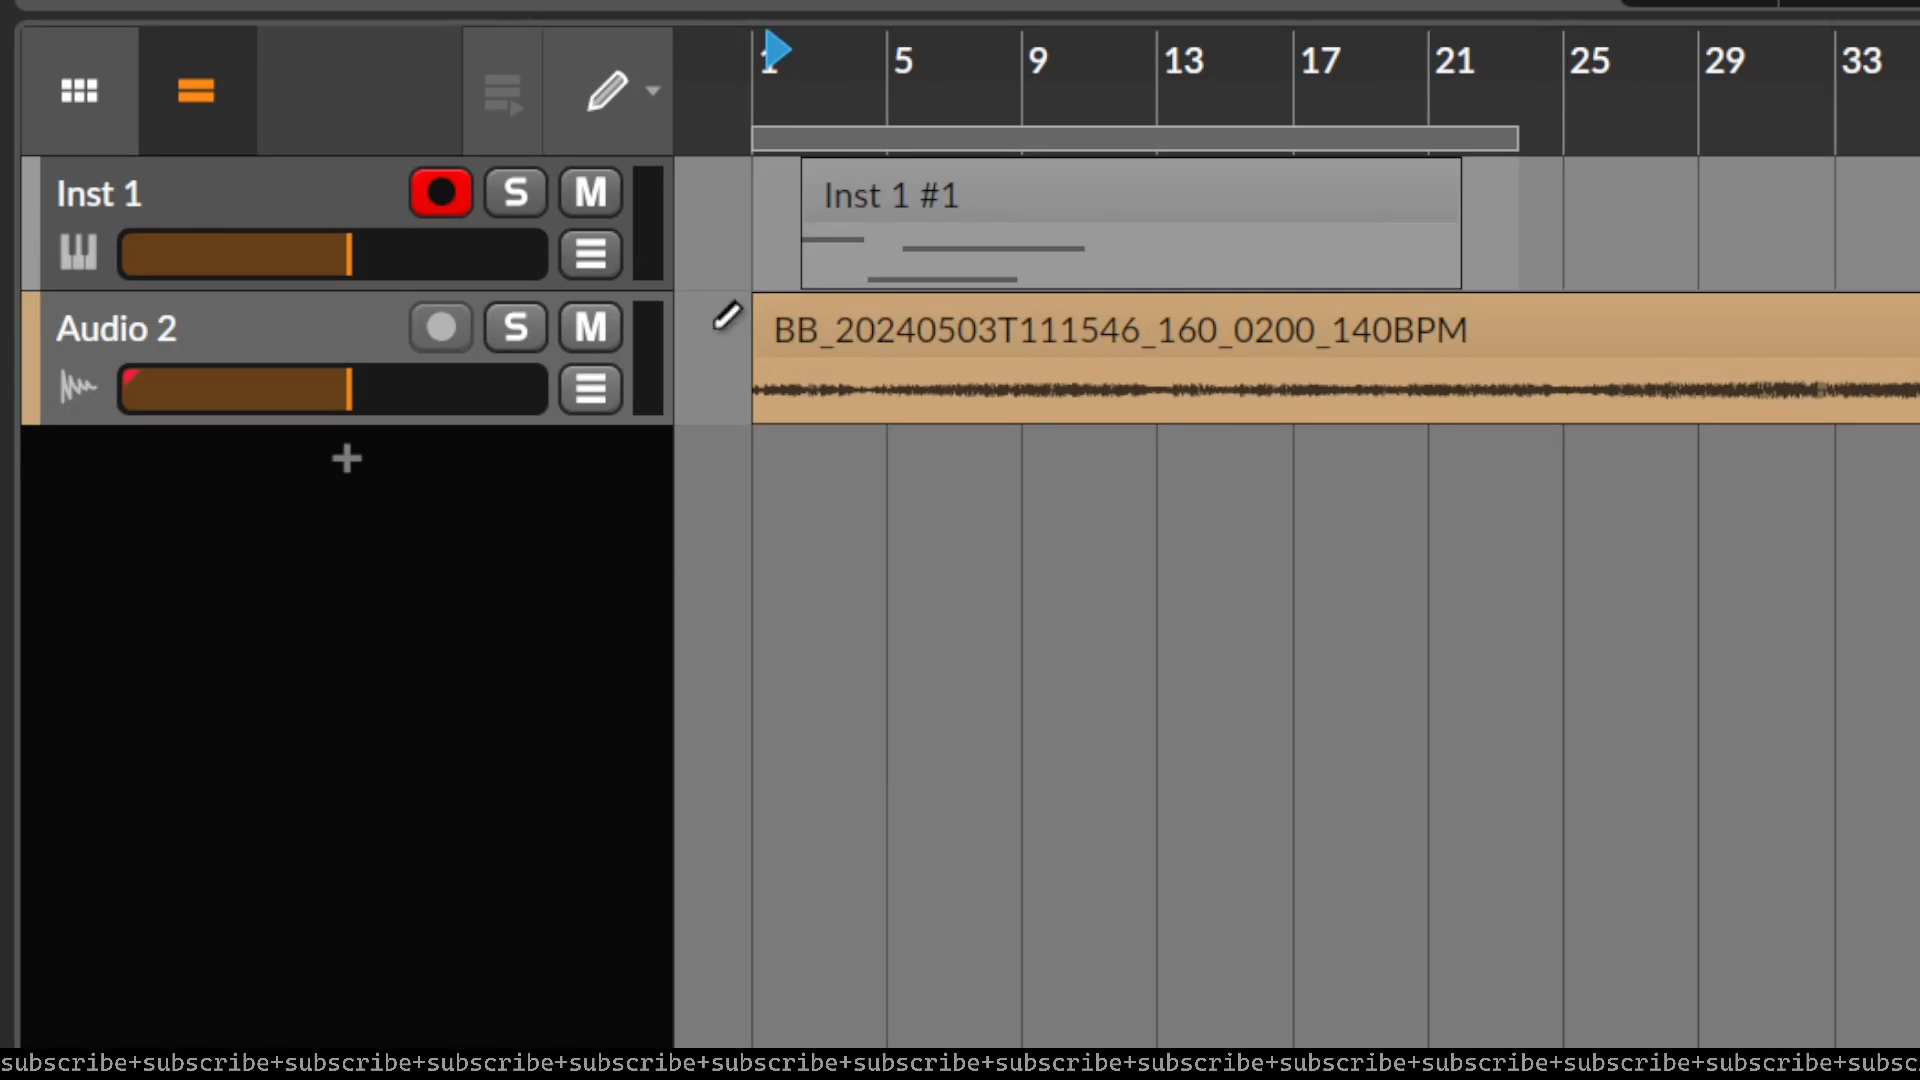 1 5 9 13 17 21 25 29 33
Inst 1 S M
Inst 1 #1
Audio 2 S M
BB_20240503T111546_160_0200_140BPM
subscribe+subscribe+subscribe+subscribe+subscribe+subscribe+subscribe+subscribe+subscribe+subscribe+subscribe+subscribe+subscribe+subsc